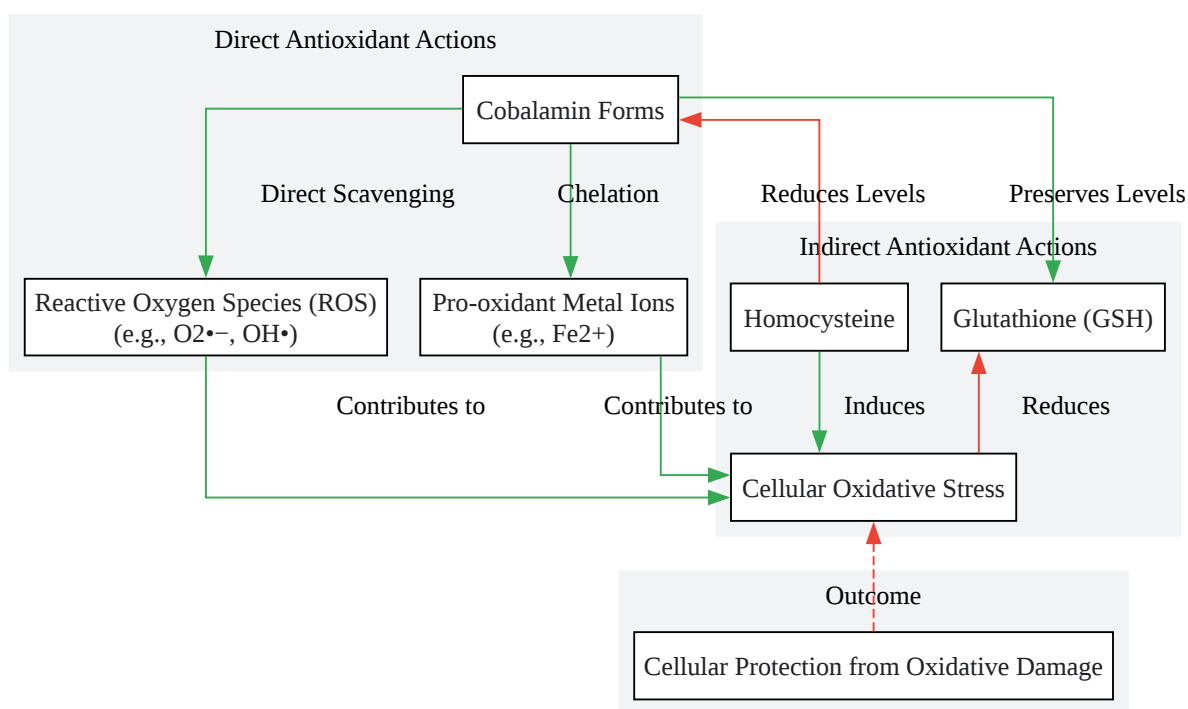 Direct Antioxidant Actions
Cobalamin Forms
Direct Scavenging
Chelation
Reduces Levels
Preserves Levels
Indirect Antioxidant Actions
Reactive Oxygen Species (ROS)
(e.g., O2•−, OH•)
Pro-oxidant Metal Ions
(e.g., Fe2+)
Homocysteine
Glutathione (GSH)
Contributes to
Contributes to
Induces
Reduces
Cellular Oxidative Stress
Outcome
Cellular Protection from Oxidative Damage